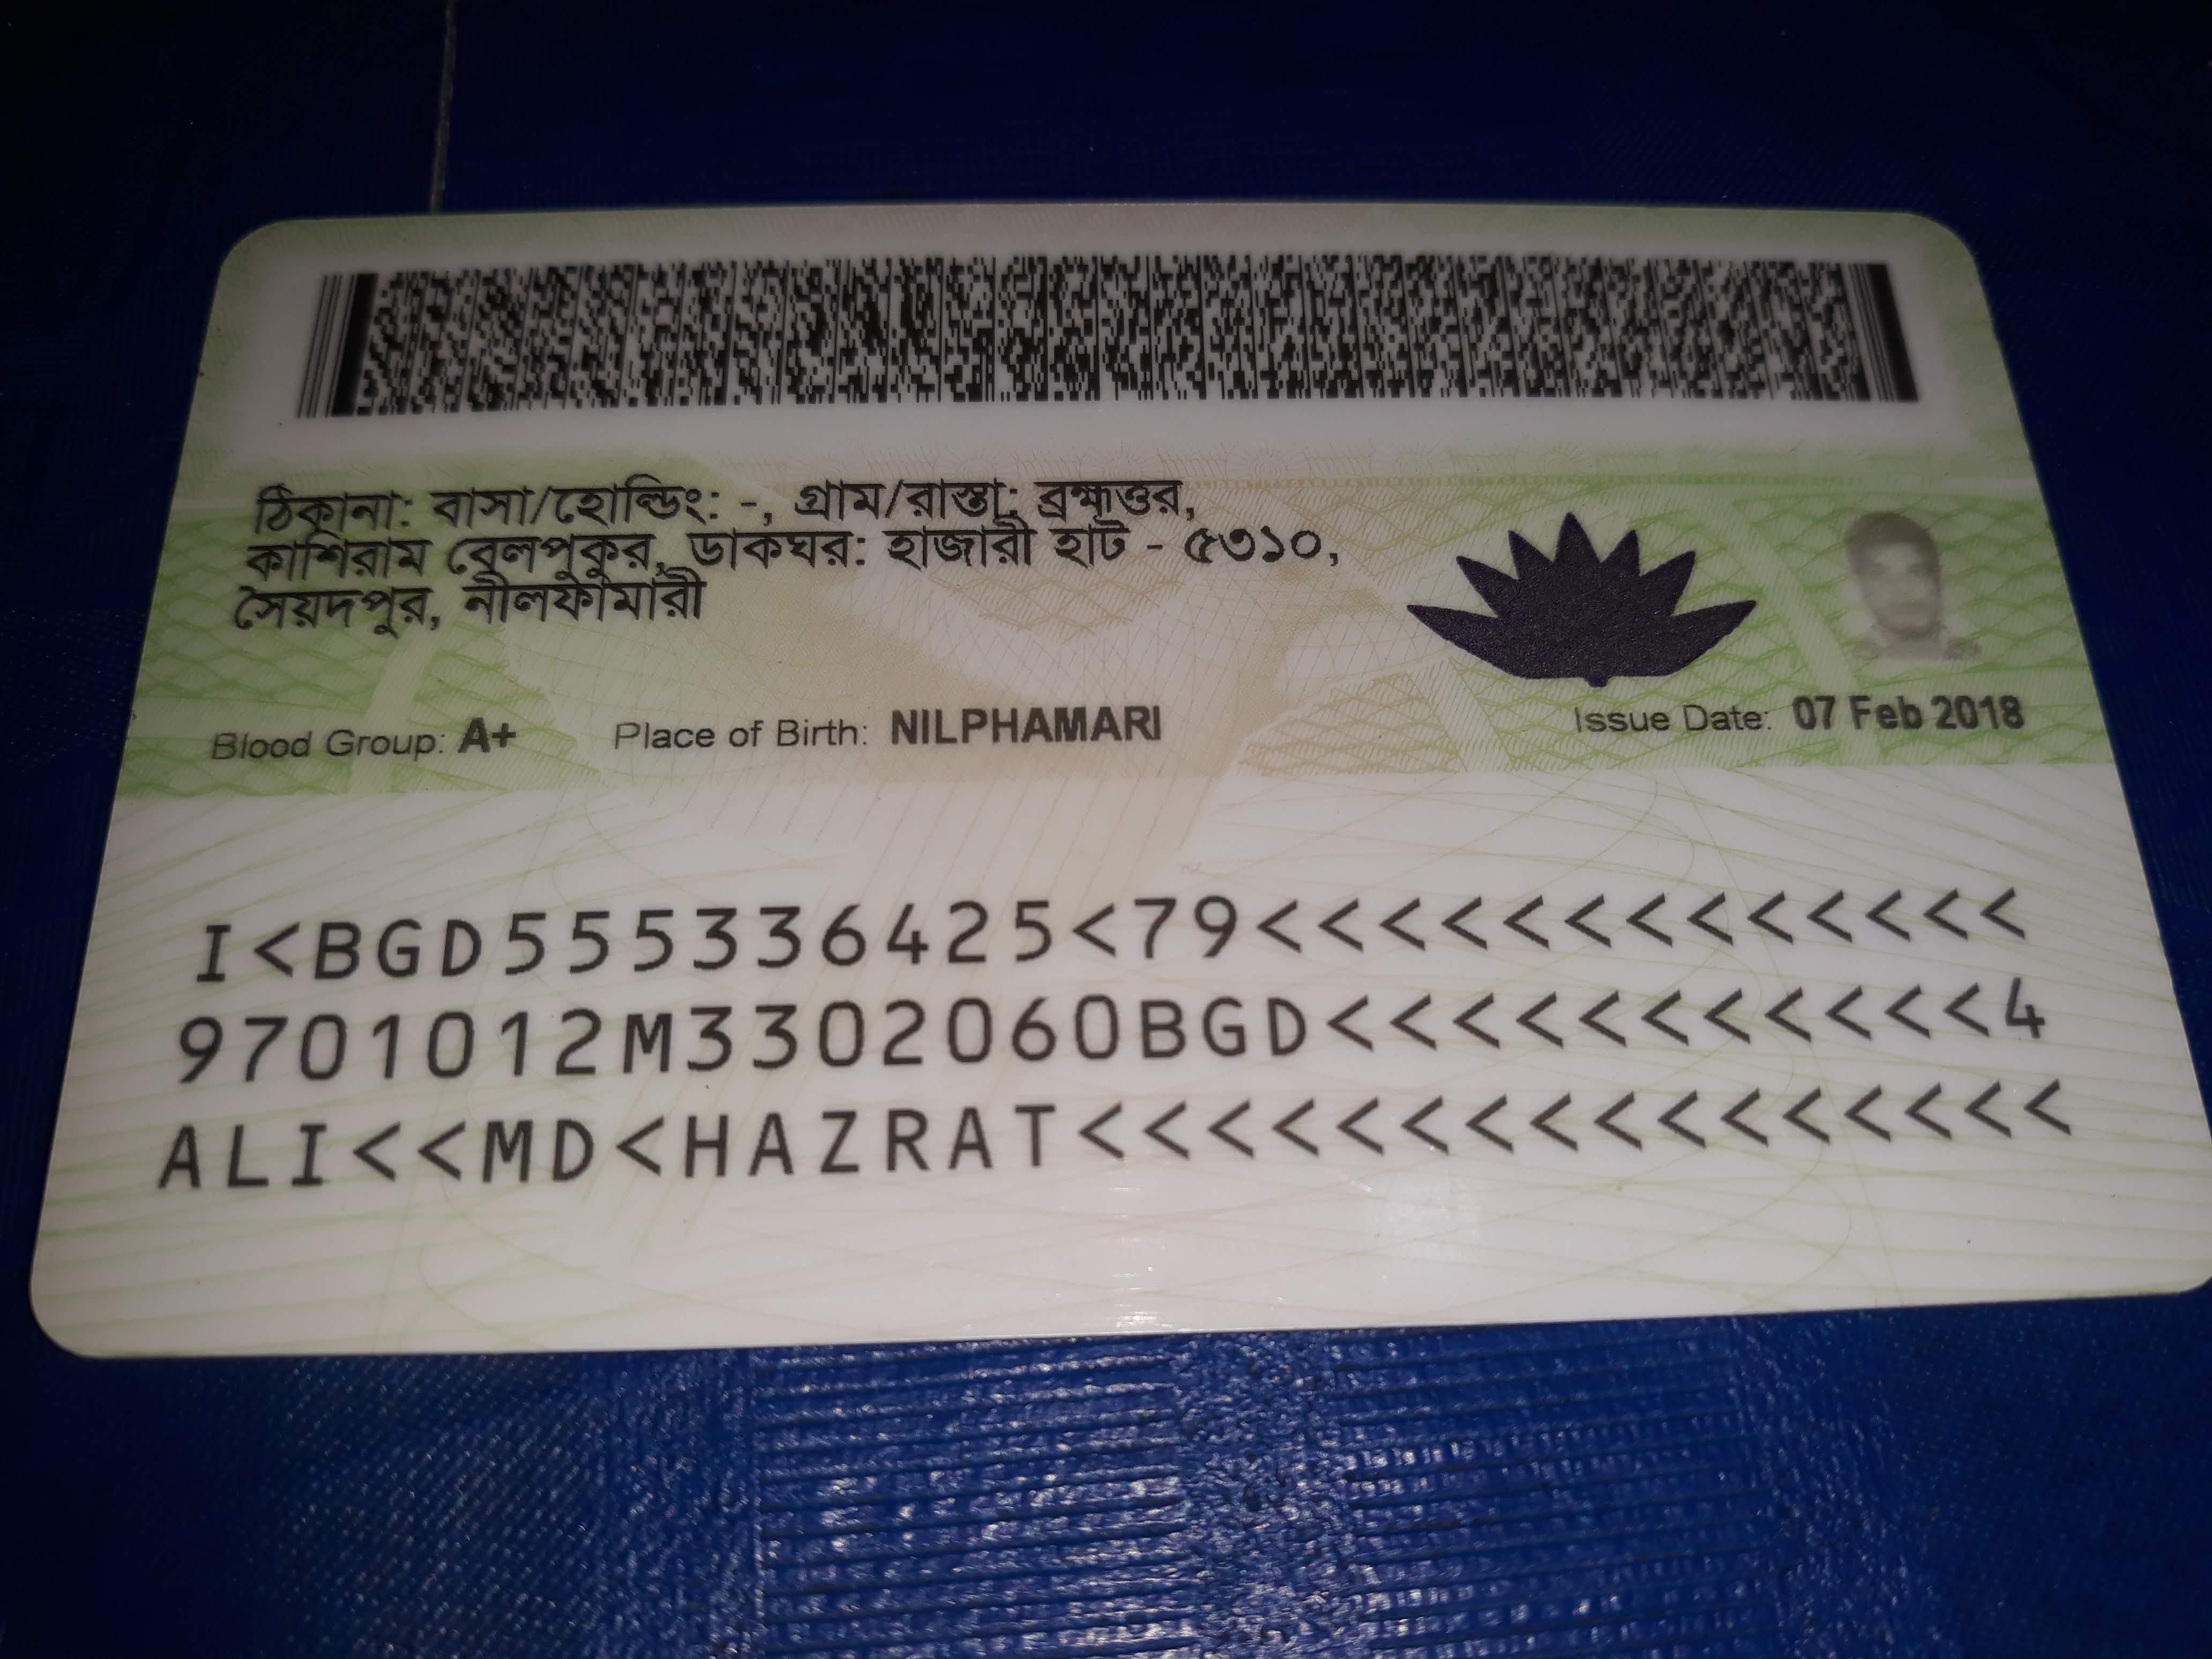 ঠিকানা: বাসা/হোল্ডিং: -, গ্রাম/রাস্তা: ব্রহ্মত্তর,
কাশিরাম বেলপুকুর, ডাকঘর: হাজারী হাট - ৫৩১০,
সৈয়দপুর, নীলফামারী
Blood Group: A+ Place of Birth: NILPHAMARI Issue Date: 07 Feb 2018
I<BGD555336425<79<<<<<<<<<<<<<
9701012M3302060BGD<<<<<<<<<<<4
ALI<<MD<HAZRAT<<<<<<<<<<<<<<<<